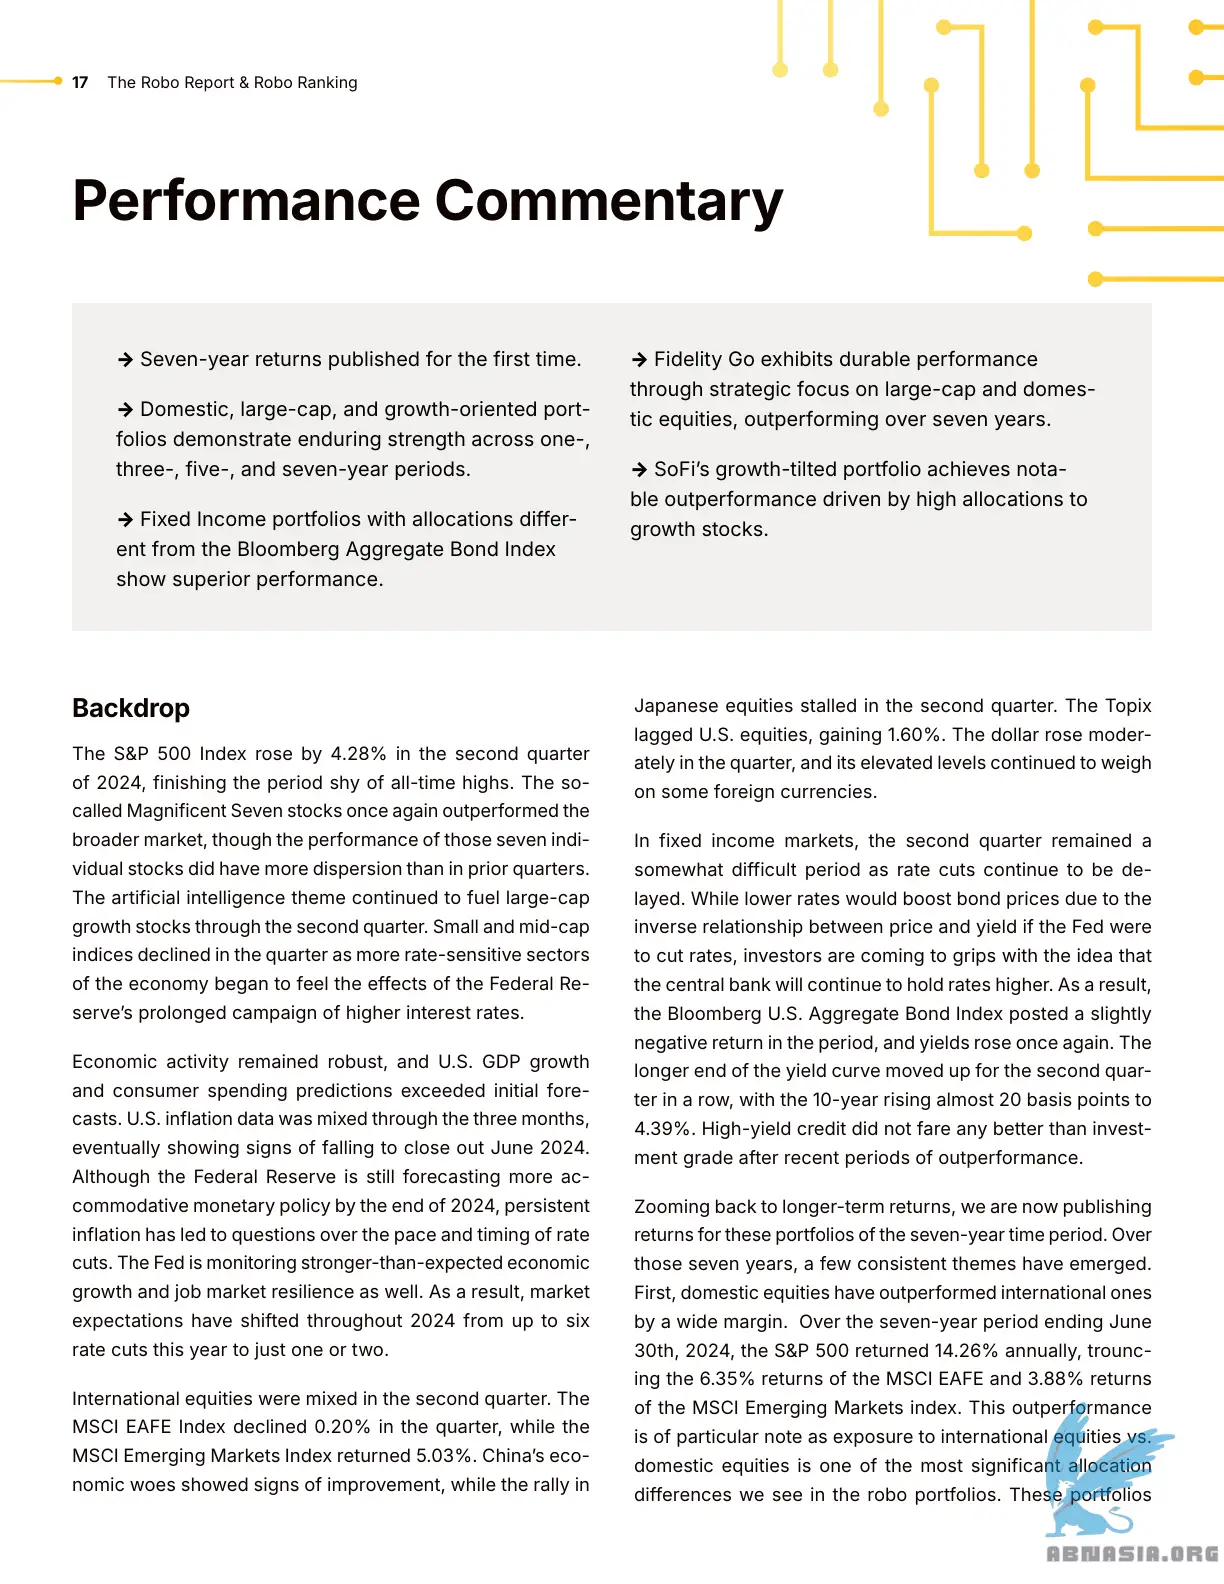 17 The Robo Report & Robo Ranking
Performance Commentary
→ Seven-year returns published for the first time.
→ Domestic, large-cap, and growth-oriented port-
folios demonstrate enduring strength across one-,
three-, five-, and seven-year periods.
→ Fixed Income portfolios with allocations differ-
ent from the Bloomberg Aggregate Bond Index
show superior performance.
→ Fidelity Go exhibits durable performance
through strategic focus on large-cap and domes-
tic equities, outperforming over seven years.
→ SoFi’s growth-tilted portfolio achieves nota-
ble outperformance driven by high allocations to
growth stocks.
Backdrop
The S&P 500 Index rose by 4.28% in the second quarter
of 2024, finishing the period shy of all-time highs. The so-
called Magnificent Seven stocks once again outperformed the
broader market, though the performance of those seven indi-
vidual stocks did have more dispersion than in prior quarters.
The artificial intelligence theme continued to fuel large-cap
growth stocks through the second quarter. Small and mid-cap
indices declined in the quarter as more rate-sensitive sectors
of the economy began to feel the effects of the Federal Re-
serve’s prolonged campaign of higher interest rates.
Economic activity remained robust, and U.S. GDP growth
and consumer spending predictions exceeded initial fore-
casts. U.S. inflation data was mixed through the three months,
eventually showing signs of falling to close out June 2024.
Although the Federal Reserve is still forecasting more ac-
commodative monetary policy by the end of 2024, persistent
inflation has led to questions over the pace and timing of rate
cuts. The Fed is monitoring stronger-than-expected economic
growth and job market resilience as well. As a result, market
expectations have shifted throughout 2024 from up to six
rate cuts this year to just one or two.
International equities were mixed in the second quarter. The
MSCI EAFE Index declined 0.20% in the quarter, while the
MSCI Emerging Markets Index returned 5.03%. China’s eco-
nomic woes showed signs of improvement, while the rally in
Japanese equities stalled in the second quarter. The Topix
lagged U.S. equities, gaining 1.60%. The dollar rose moder-
ately in the quarter, and its elevated levels continued to weigh
on some foreign currencies.
In fixed income markets, the second quarter remained a
somewhat difficult period as rate cuts continue to be de-
layed. While lower rates would boost bond prices due to the
inverse relationship between price and yield if the Fed were
to cut rates, investors are coming to grips with the idea that
the central bank will continue to hold rates higher. As a result,
the Bloomberg U.S. Aggregate Bond Index posted a slightly
negative return in the period, and yields rose once again. The
longer end of the yield curve moved up for the second quar-
ter in a row, with the 10-year rising almost 20 basis points to
4.39%. High-yield credit did not fare any better than invest-
ment grade after recent periods of outperformance.
Zooming back to longer-term returns, we are now publishing
returns for these portfolios of the seven-year time period. Over
those seven years, a few consistent themes have emerged.
First, domestic equities have outperformed international ones
by a wide margin.  Over the seven-year period ending June
30th, 2024, the S&P 500 returned 14.26% annually, trounc-
ing the 6.35% returns of the MSCI EAFE and 3.88% returns
of the MSCI Emerging Markets index. This outperformance
is of particular note as exposure to international equities vs.
domestic equities is one of the most significant allocation
differences we see in the robo portfolios. These portfolios
ABNASIA.ORG